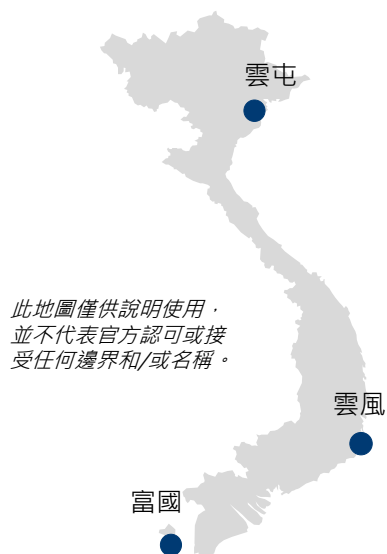 雲屯
此地圖僅供說明使用，
並不代表官方認可或接
受任何邊界和/或名稱。
雲風
富國